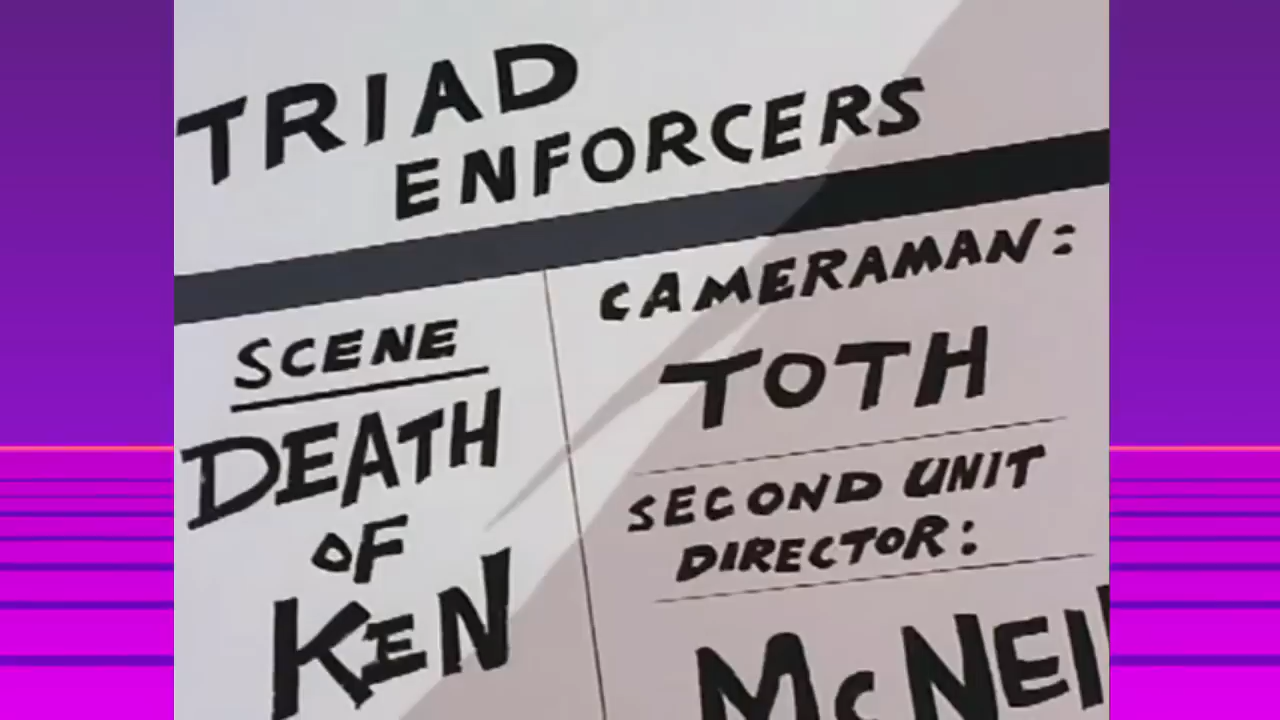 TRIAD
ENFORCERS
SCENE
DEATH
OF
KEN
CAMERAMAN:
TOTH
SECOND UNIT
DIRECTOR: